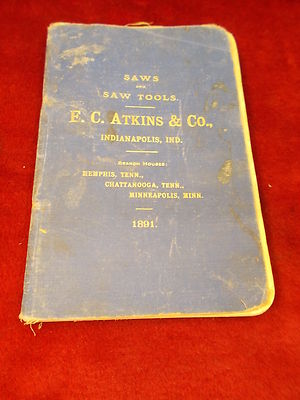 SAWS
AND
SAW TOOLS.
E. C. ATKINS & CO.,
INDIANAPOLIS, IND.
BRANCH HOUSES:
MEMPHIS, TENN.,
CHATTANOOGA, TENN.,
MINNEAPOLIS, MINN.
1891.